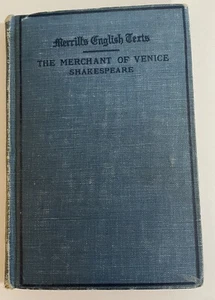 Merrill's English Texts
THE MERCHANT OF VENICE
SHAKESPEARE